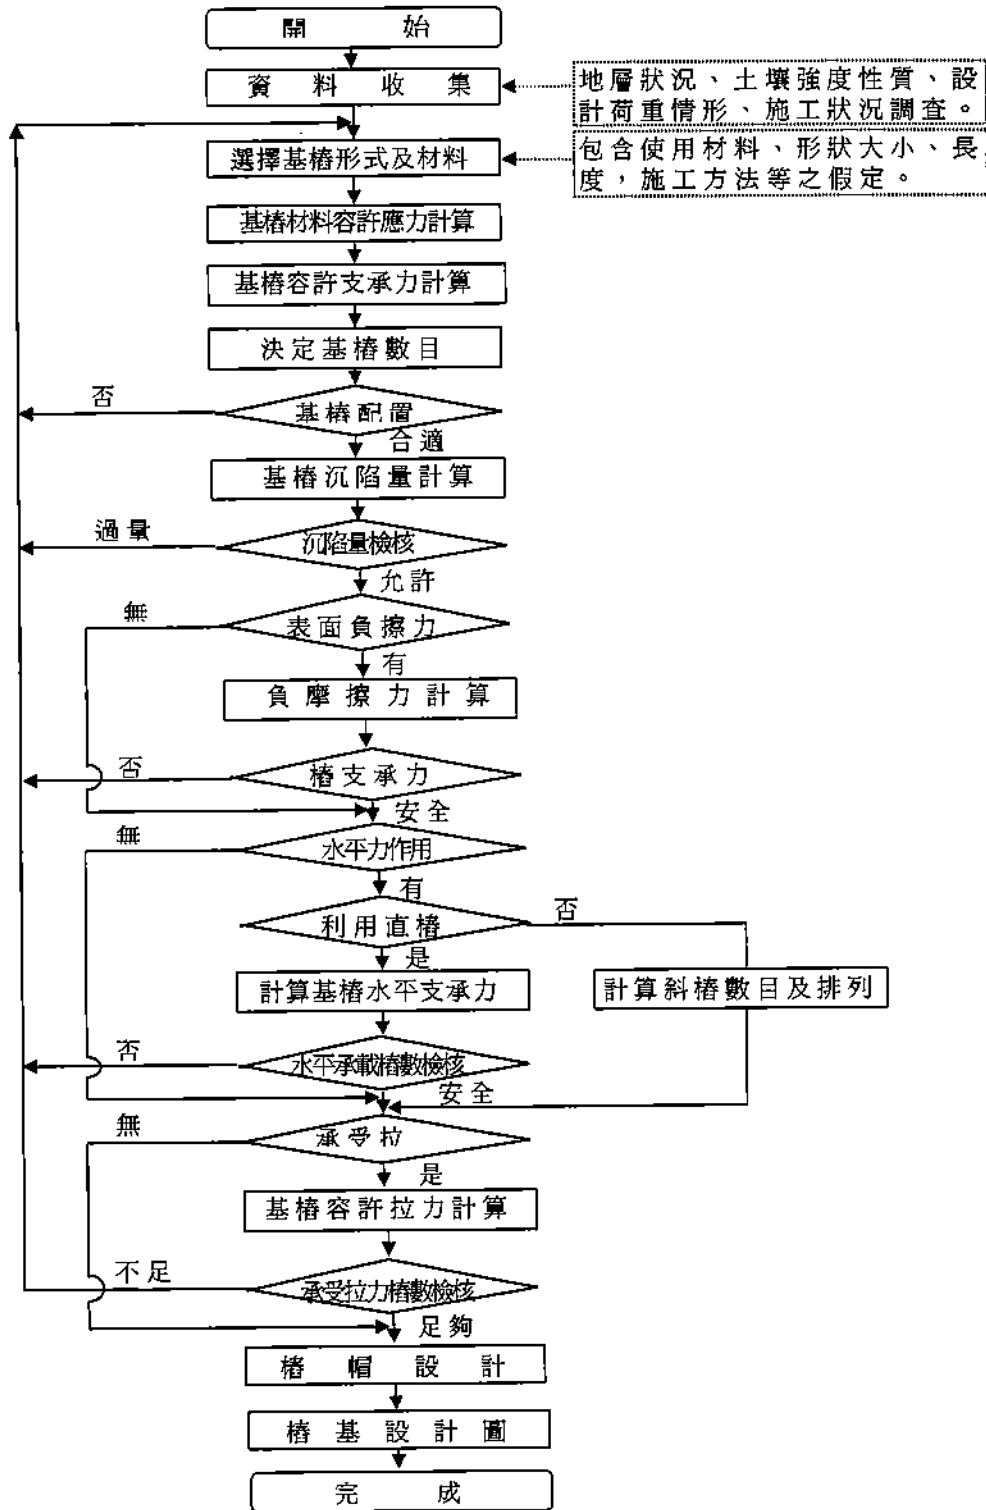 開 始
資料收集
地層狀況、土壤強度性質、設
計荷重情形、施工狀況調查。
選擇基樁形式及材料
包含使用材料、形狀大小、長
度，施工方法等之假定。
基樁材料容許應力計算
基樁容許支承力計算
決定基樁數目
否
基樁配置
合適
基樁沉陷量計算
過量
沉陷量檢核
允許
無
表面負擦力
有
負摩擦力計算
否
樁支承力
安全
無
水平力作用
有
利用直樁
否
是
計算基樁水平支承力
計算斜樁數目及排列
否
水平承載樁數檢核
安全
無
承受拉
是
基樁容許拉力計算
不足
承受拉力樁數檢核
足夠
樁帽設計
樁基設計圖
完 成